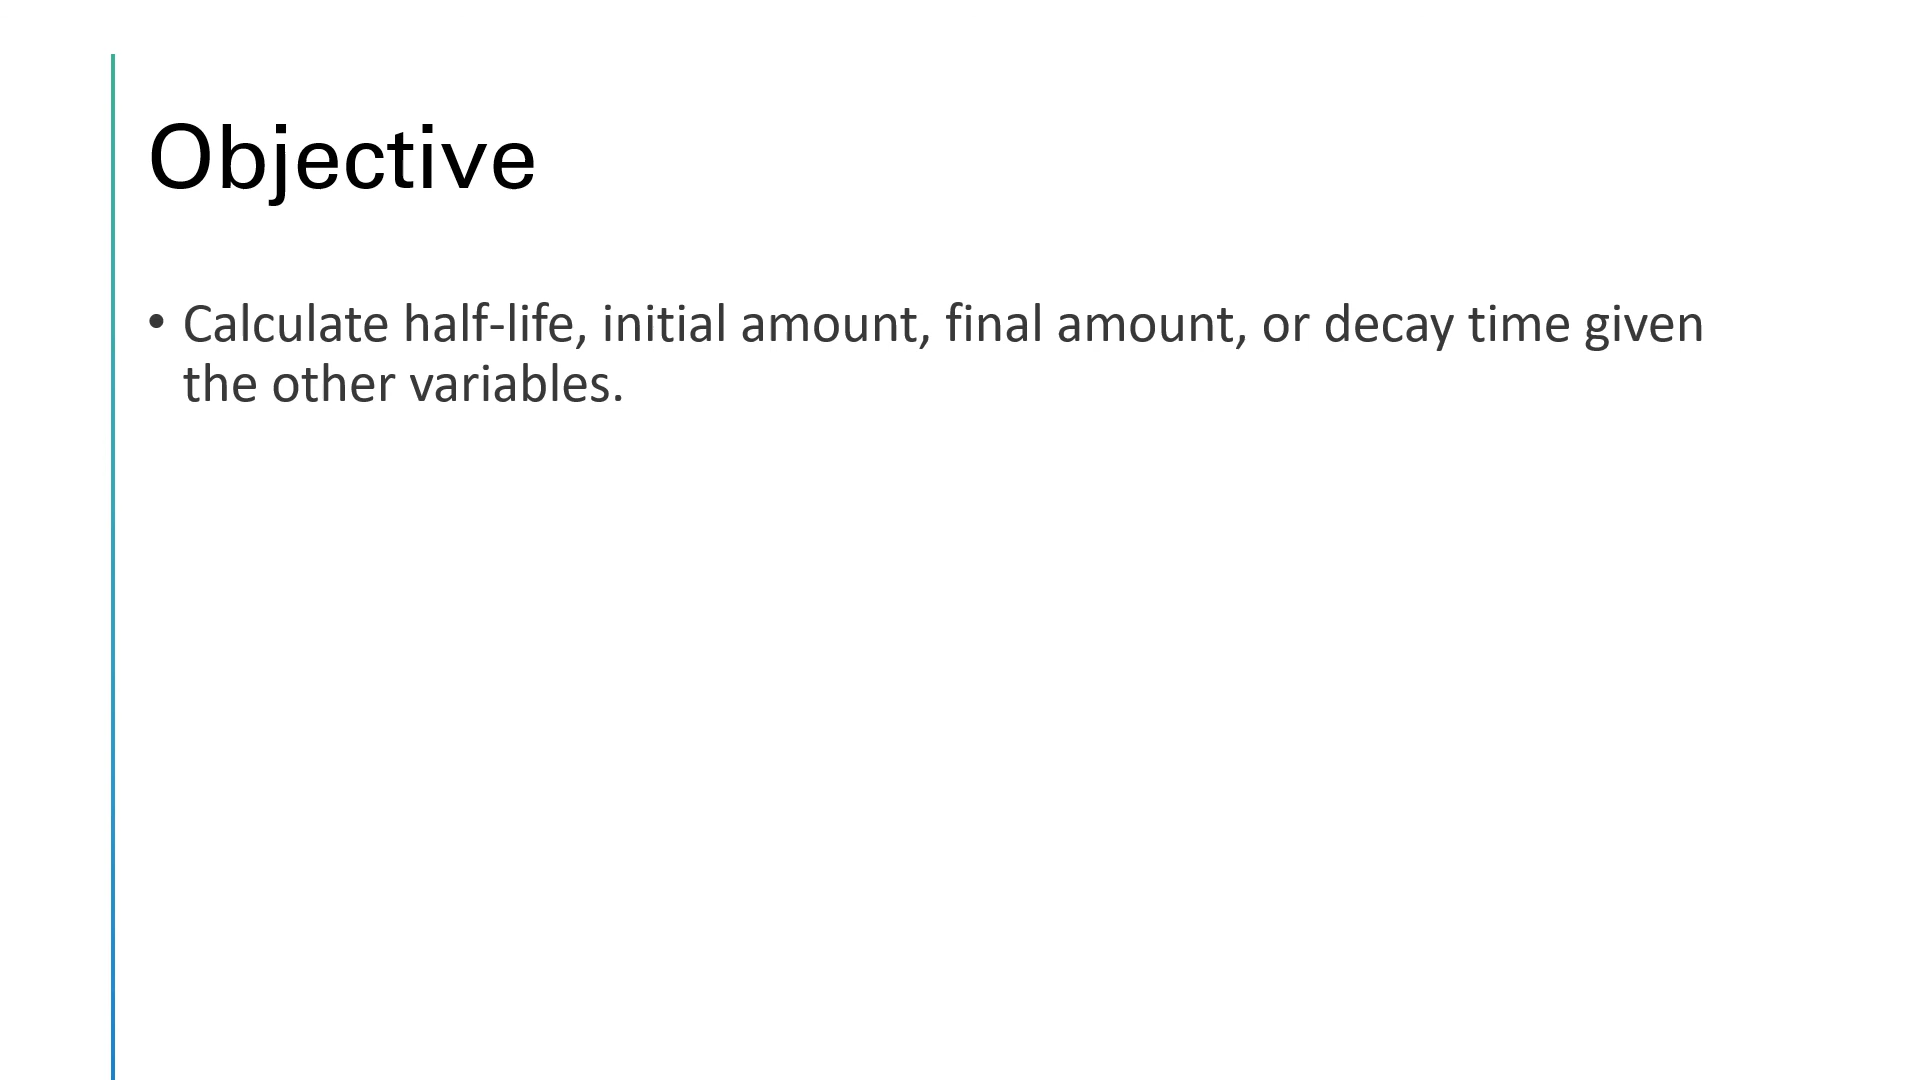 Objective
• Calculate half-life, initial amount, final amount, or decay time given
the other variables.